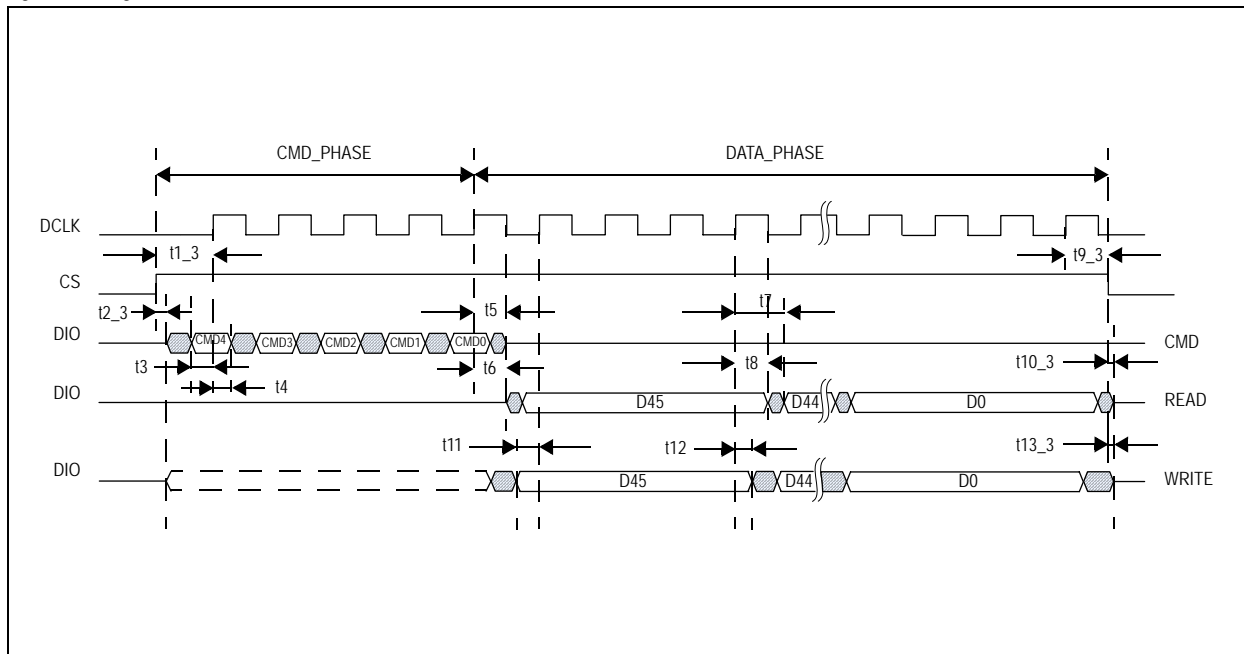 CMD_PHASE DATA_PHASE
DCLK
t1_3 t9_3
CS
t2_3 t5 t7
DIO CMD4 CMD3 CMD2 CMD1 CMD0 CMD
t3 t4 t6 t8 t10_3
DIO D45 D44 D0 READ
t11 t12 t13_3
DIO D45 D44 D0 WRITE